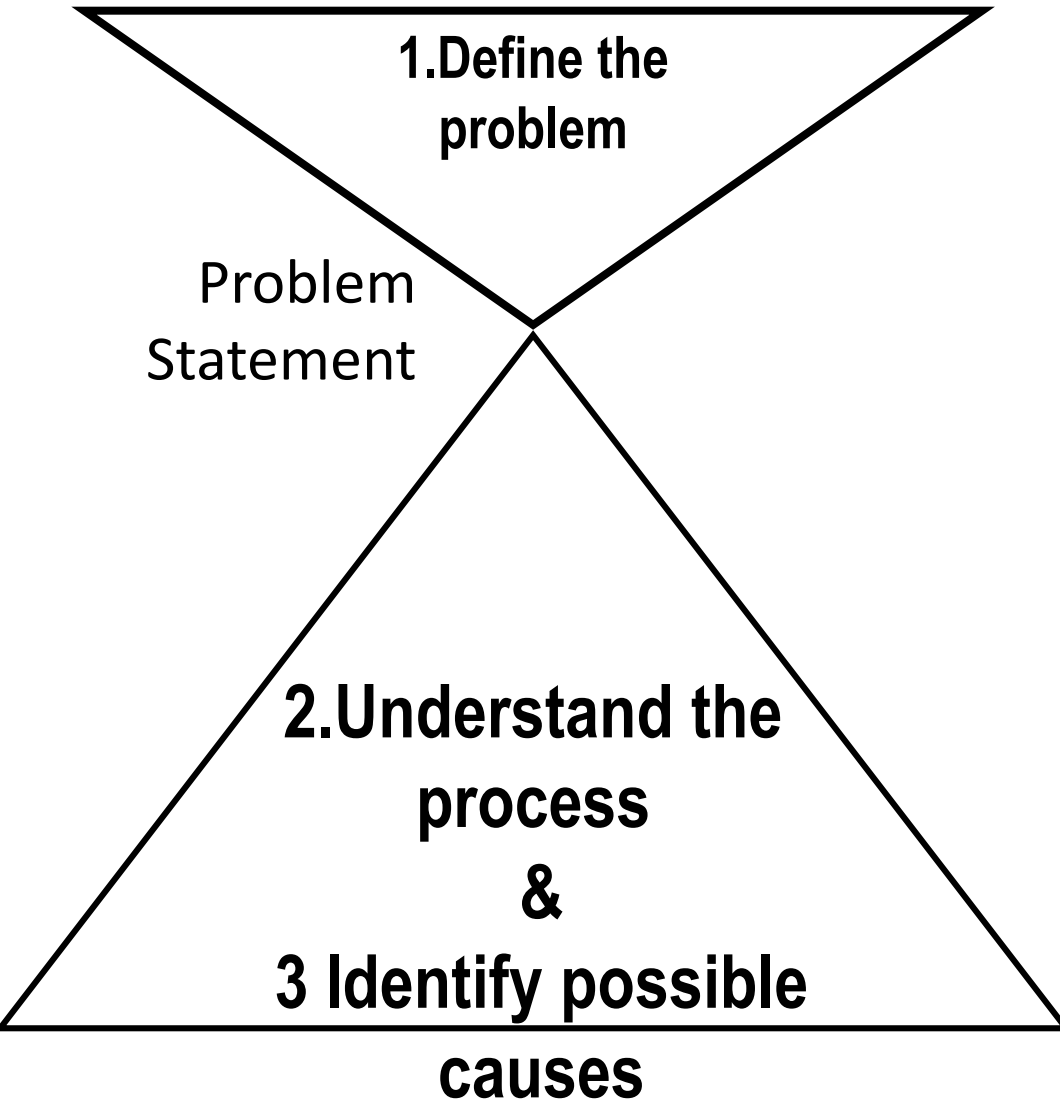 1.Define the
problem
Problem
Statement
2.Understand the
process
&
3 Identify possible
causes